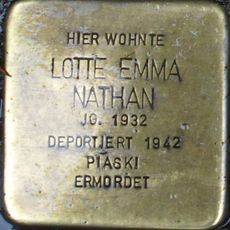 HIER WOHNTE
LOTTE EMMA
NATHAN
JG. 1932
DEPORTIERT 1942
PIASKI
ERMORDET